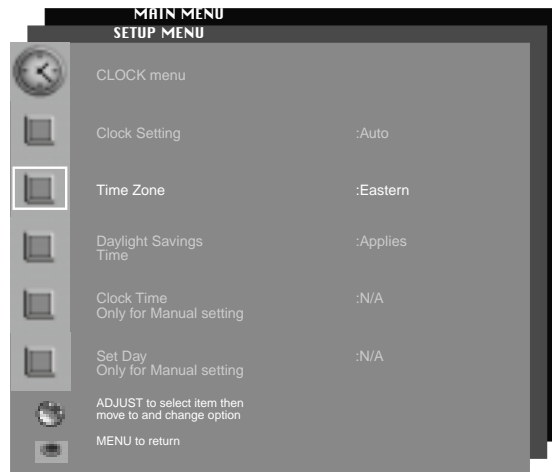 MAIN MENU
SETUP MENU
CLOCK menu
Clock Setting :Auto
Time Zone :Eastern
Daylight Savings :Applies
Time
Clock Time :N/A
Only for Manual setting
Set Day :N/A
Only for Manual setting
ADJUST to select item then
move to and change option
MENU to return